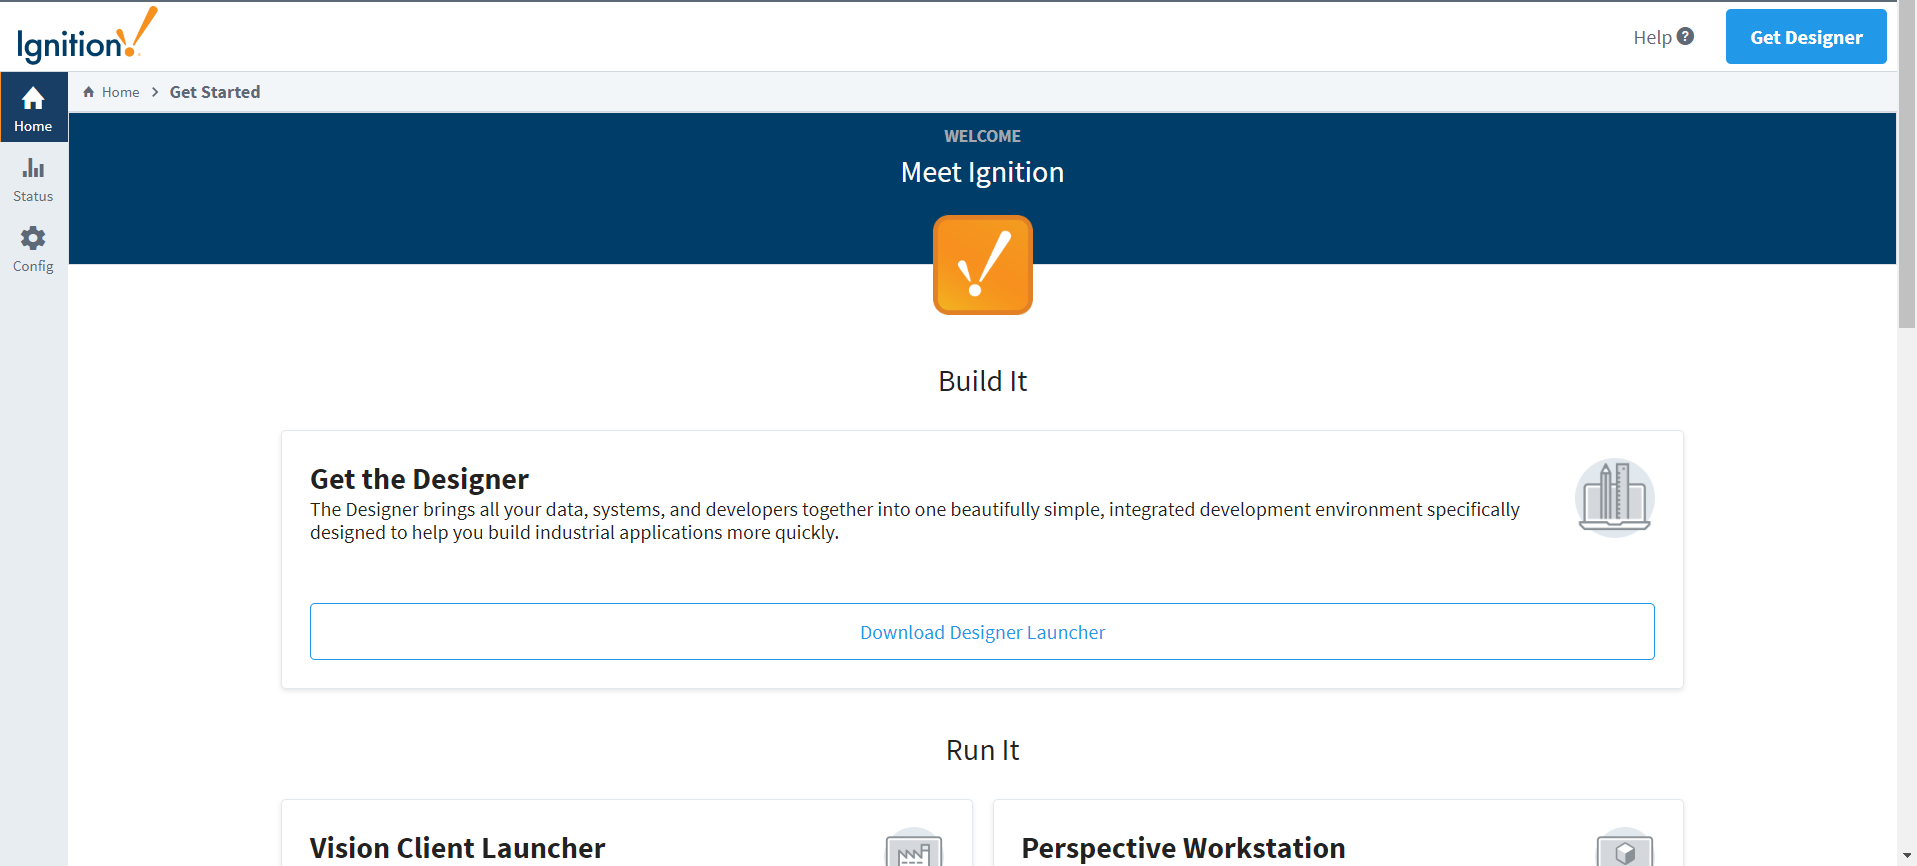 Ignition!
Help ?
Get Designer
Home > Get Started
Home
Status
Config
WELCOME
Meet Ignition
Build It
Get the Designer
The Designer brings all your data, systems, and developers together into one beautifully simple, integrated development environment specifically
designed to help you build industrial applications more quickly.
Download Designer Launcher
Run It
Vision Client Launcher
Perspective Workstation